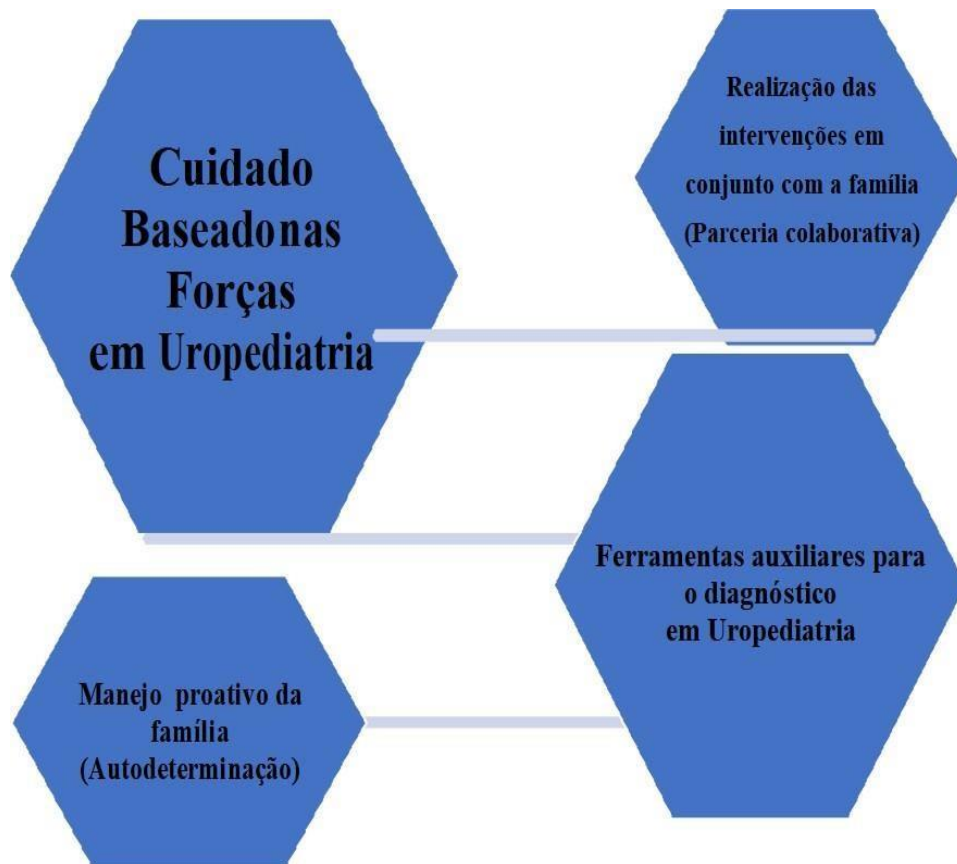 Cuidado
Baseadonas
Forças
em Uropediatria
Realização das
intervenções em
conjunto com a família
(Parceria colaborativa)
Ferramentas auxiliares para
o diagnóstico
em Uropediatria
Manejo proativo da
família
(Autodeterminação)